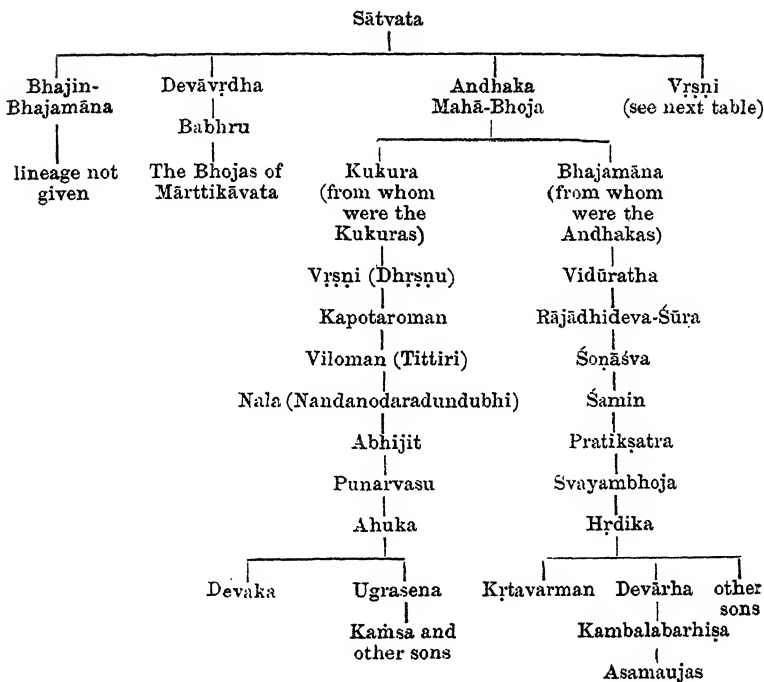 Sātvata
Bhajin- Devāvṛdha Andhaka Vṛṣṇi
Bhajamāna Mahā-Bhoja (see next table)
Babhru
lineage not The Bhojas of Kukura Bhajamāna
given Mārttikāvata (from whom (from whom
were the were the
Kukuras) Andhakas)
Vṛṣṇi (Dhṛṣṇu) Vidūratha
Kapotaroman Rājādhideva-Śūra
Viloman (Tittiri) Śoṇāśva
Nala (Nandanodaradundubhi) Śamin
Abhijit Pratikṣatra
Punarvasu Svayambhoja
Ahuka Hṛdika
Devaka Ugrasena Kṛtavarman Devārha other
sons
Kaṁsa and Kambalabarhiṣa
other sons
Asamaujas